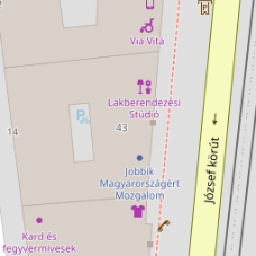 Via Vita
Lakberendezési
Stúdió
14
43
Jobbik
Magyarországért
Mozgalom
József körút
Kard és
fegyvermívesek